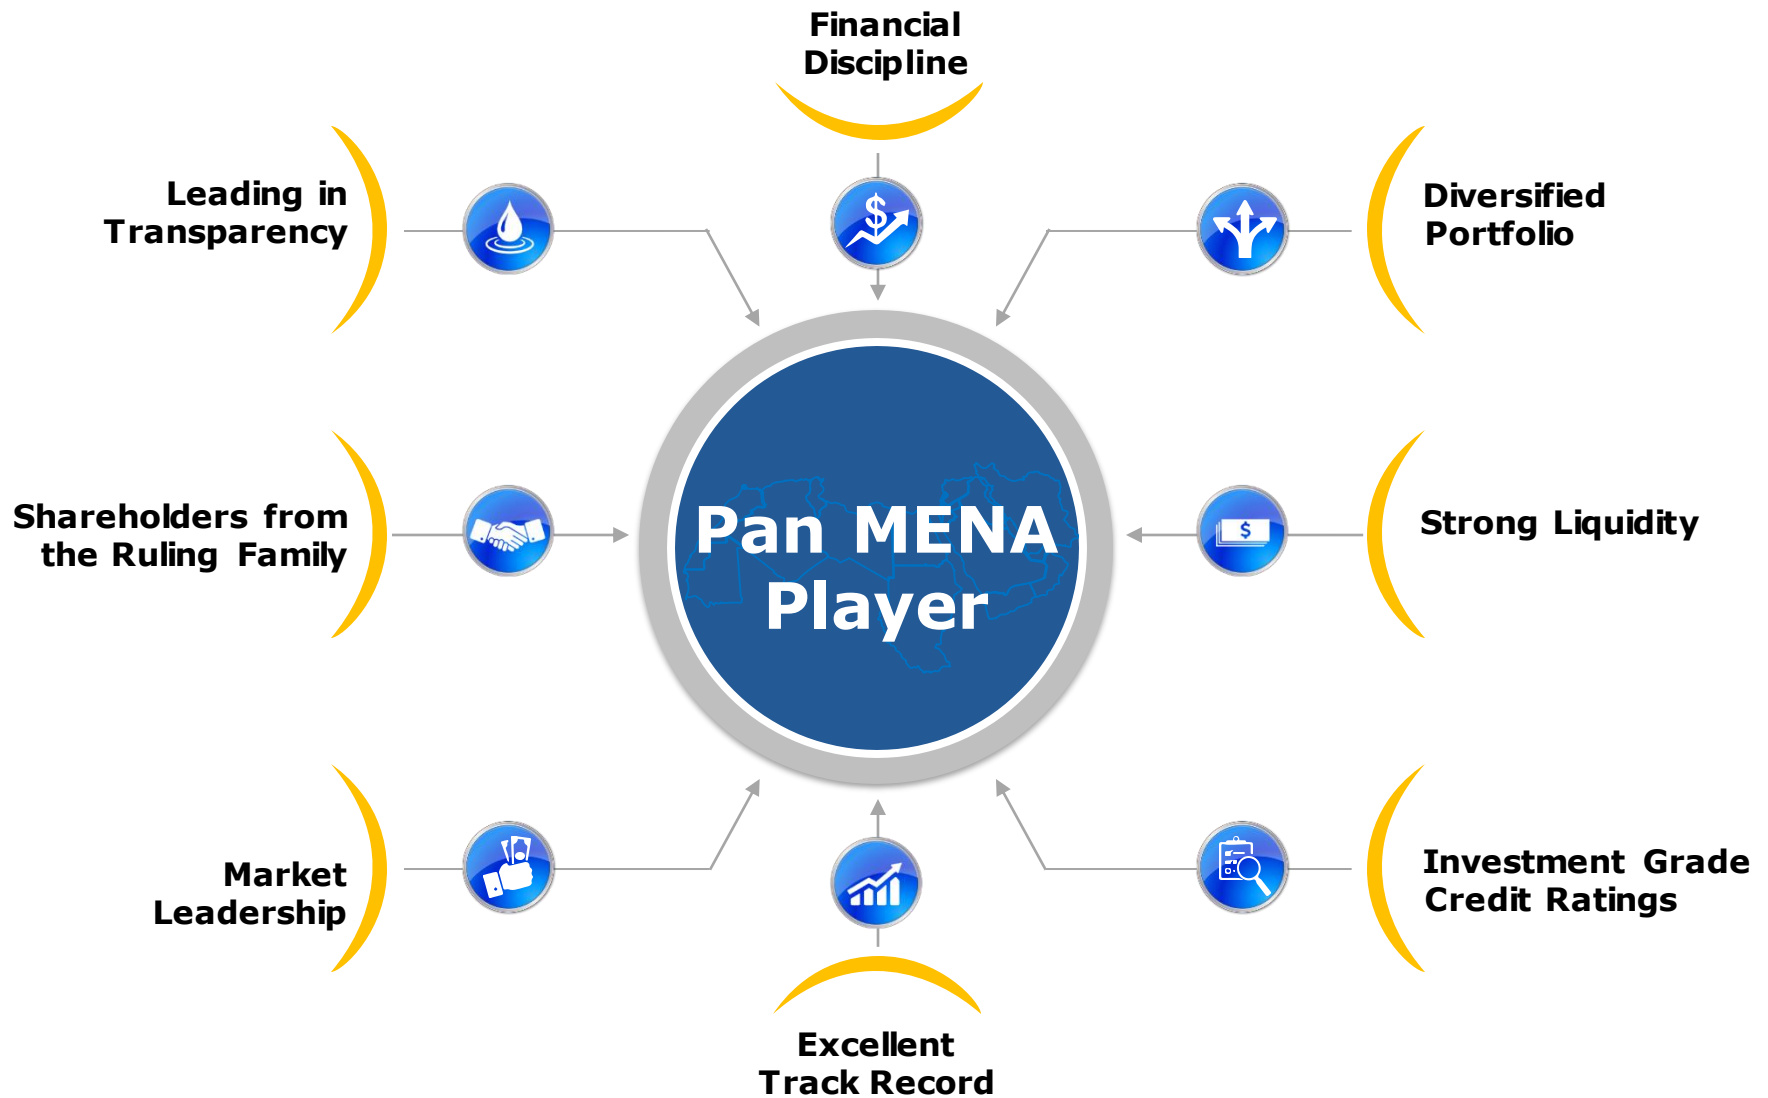 Financial
Discipline
Leading in
Transparency
Diversified
Portfolio
Shareholders from
the Ruling Family
Pan MENA
Player
Strong Liquidity
$
$
Market
Leadership
Investment Grade
Credit Ratings
Excellent
Track Record